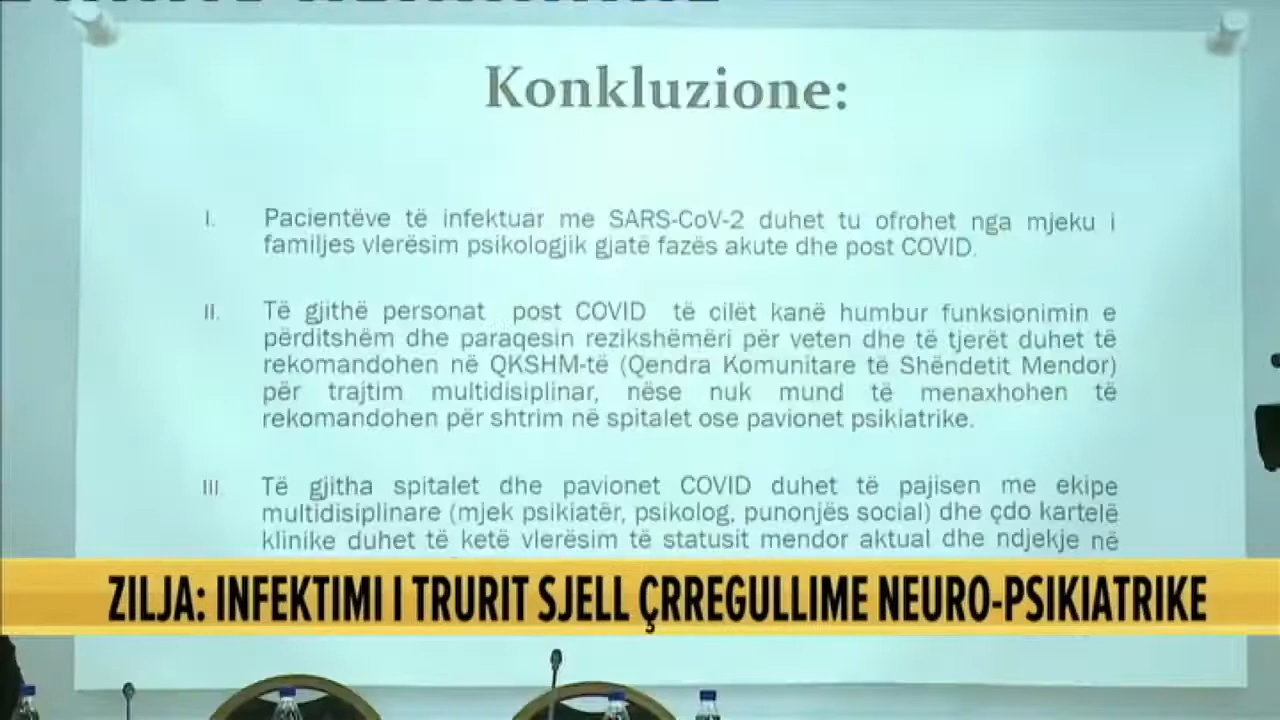 Konkluzione:
I. Pacientëve të infektuar me SARS-CoV-2 duhet tu ofrohet nga mjeku i
familjes vlerësim psikologjik gjatë fazës akute dhe post COVID.
II. Të gjithë personat post COVID të cilët kanë humbur funksionimin e
përditshëm dhe paraqesin rezikshëmëri për veten dhe të tjerët duhet të
rekomandohen në QKSHM-të (Qendra Komunitare të Shëndetit Mendor)
për trajtim multidisiplinar, nëse nuk mund të menaxhohen të
rekomandohen për shtrim në spitalet ose pavionet psikiatrike.
III. Të gjitha spitalet dhe pavionet COVID duhet të pajisen me ekipe
multidisiplinare (mjek psikiatër, psikolog, punonjës social) dhe çdo kartelë
klinike duhet të ketë vlerësim të statusit mendor aktual dhe ndjekje në
ZILJA: INFEKTIMI I TRURIT SJELL ÇRREGULLIME NEURO-PSIKIATRIKE